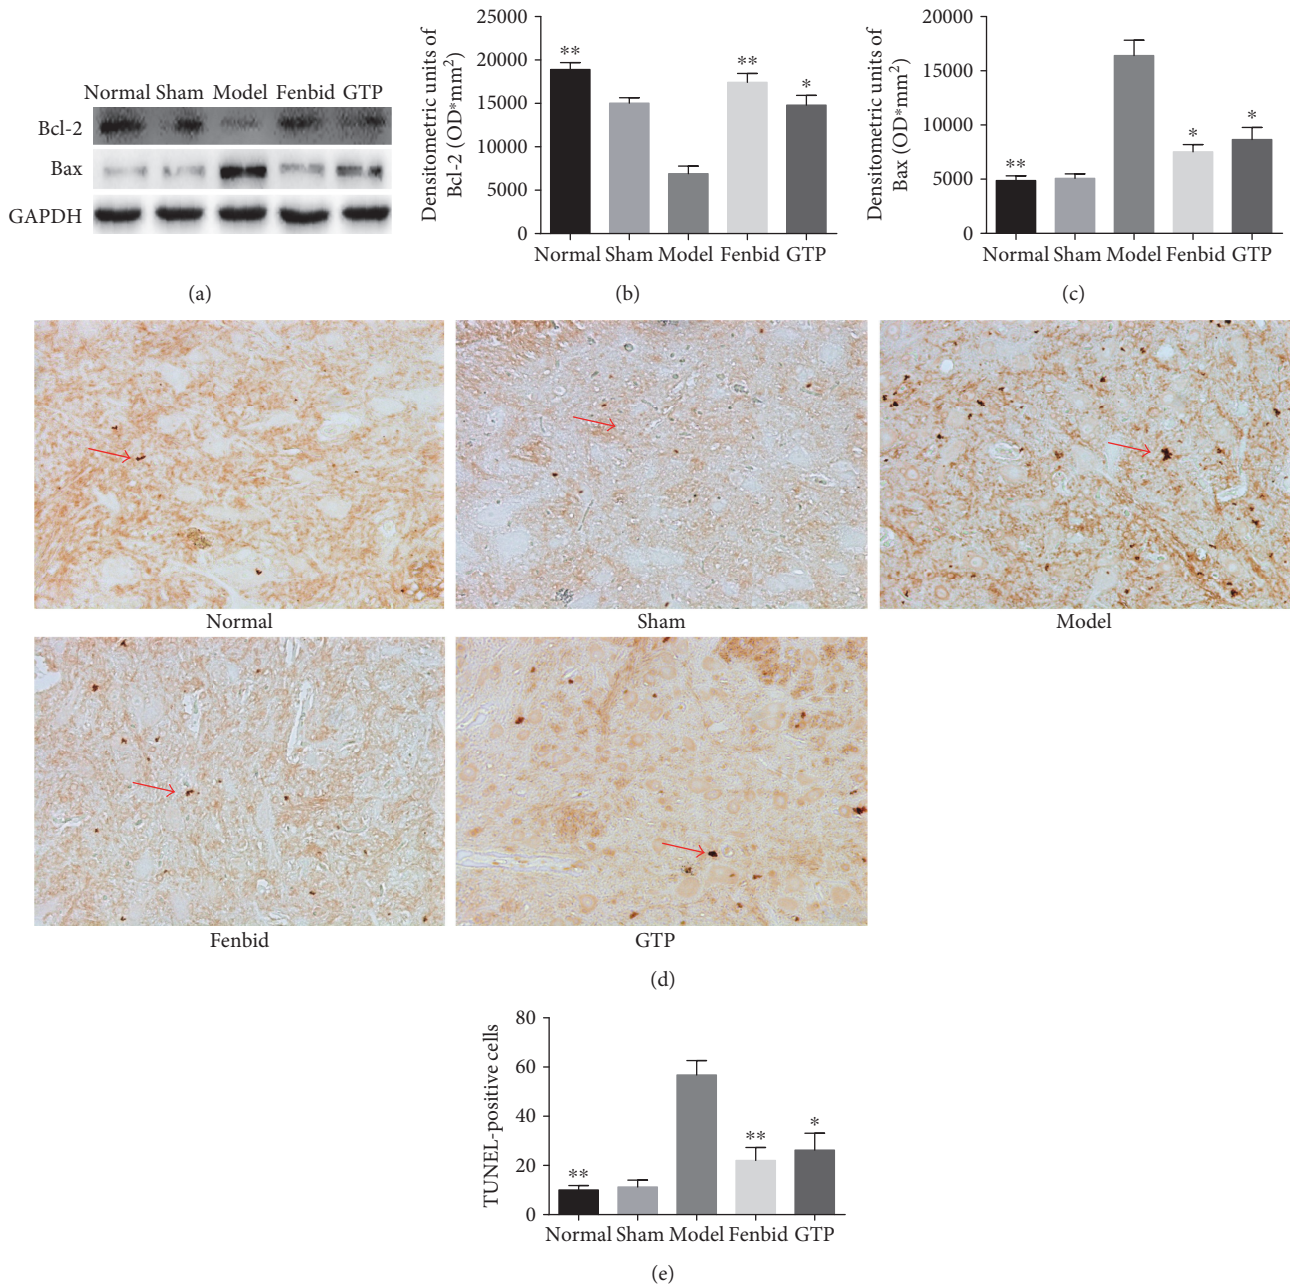 Normal Sham Model Fenbid GTP
Bcl-2
Bax
GAPDH
(a)
Densitometric units of
Bcl-2 (OD*mm2)
25000
20000
15000
10000
5000
0
**
**
*
Normal Sham Model Fenbid GTP
(b)
Densitometric units of
Bax (OD*mm2)
20000
15000
10000
5000
0
**
*
*
Normal Sham Model Fenbid GTP
(c)
Normal
Sham
Model
Fenbid
GTP
(d)
TUNEL-positive cells
80
60
40
20
0
**
**
*
Normal Sham Model Fenbid GTP
(e)